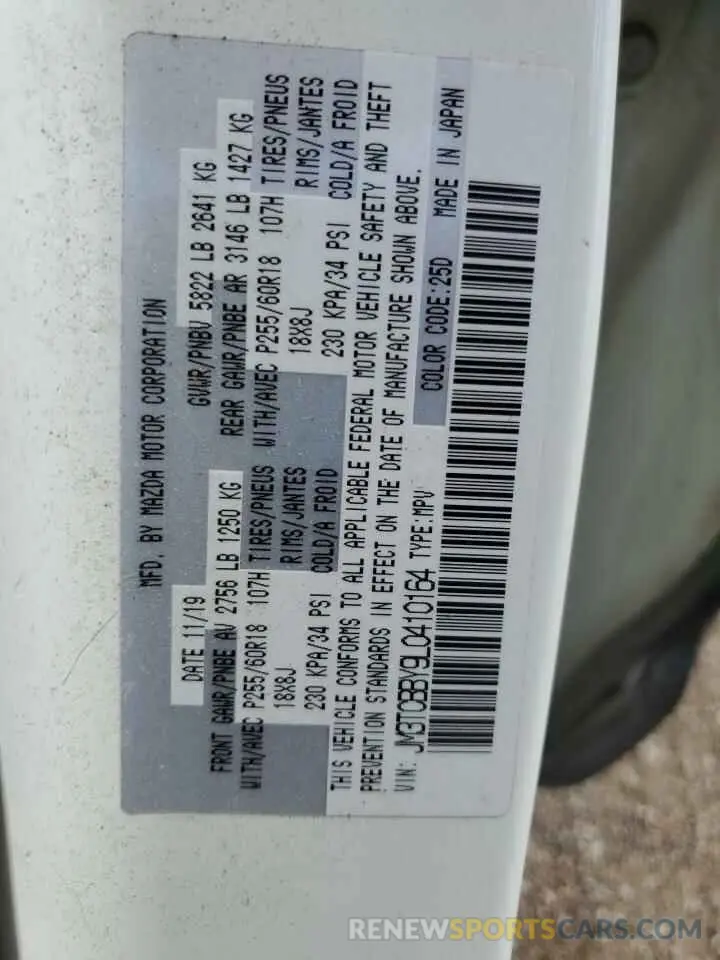 MFD. BY MAZDA MOTOR CORPORATION
DATE 11/19 GVWR/PNBV 5822 LB 2641 KG
FRONT GAWR/PNBE AV 2756 LB 1250 KG REAR GAWR/PNBE AR 3146 LB 1427 KG
WITH/AVEC P255/60R18 107H TIRES/PNEUS WITH/AVEC P255/60R18 107H TIRES/PNEUS
18X8J RIMS/JANTES 18X8J RIMS/JANTES
230 KPA/34 PSI COLD/A FROID 230 KPA/34 PSI COLD/A FROID
THIS VEHICLE CONFORMS TO ALL APPLICABLE FEDERAL MOTOR VEHICLE SAFETY AND THEFT
PREVENTION STANDARDS IN EFFECT ON THE DATE OF MANUFACTURE SHOWN ABOVE.
VIN: JM3TCBBY9L0410164 TYPE:MPV COLOR CODE:25D MADE IN JAPAN
RENEWSPORTSCARS.COM